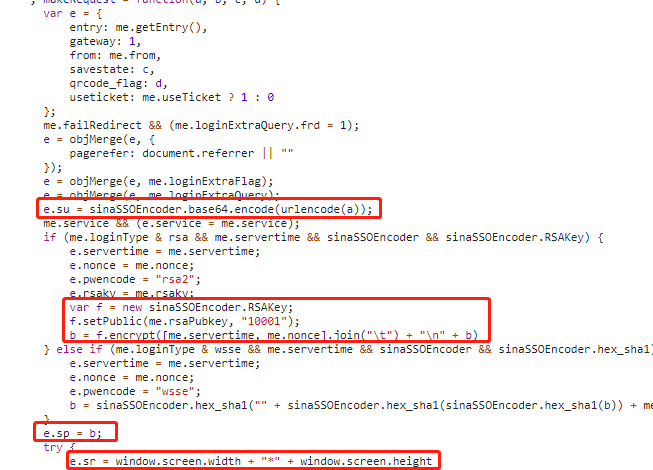 , makeRequest = function(a, b, c, d) {
var e = {
entry: me.getEntry(),
gateway: 1,
from: me.from,
savestate: c,
qrcode_flag: d,
useticket: me.useTicket ? 1 : 0
};
me.failRedirect && (me.loginExtraQuery.frd = 1);
e = objMerge(e, {
pagerefer: document.referrer || ""
});
e = objMerge(e, me.loginExtraFlag);
e = objMerge(e, me.loginExtraQuery);
e.su = sinaSSOEncoder.base64.encode(urlencode(a));
me.service && (e.service = me.service);
if (me.loginType & rsa && me.servertime && sinaSSOEncoder && sinaSSOEncoder.RSAKey) {
e.servertime = me.servertime;
e.nonce = me.nonce;
e.pwencode = "rsa2";
e.rsakv = me.rsakv;
var f = new sinaSSOEncoder.RSAKey;
f.setPublic(me.rsaPubkey, "10001");
b = f.encrypt([me.servertime, me.nonce].join("\t") + "\n" + b)
} else if (me.loginType & wsse && me.servertime && sinaSSOEncoder && sinaSSOEncoder.hex_sha1)
e.servertime = me.servertime;
e.nonce = me.nonce;
e.pwencode = "wsse";
b = sinaSSOEncoder.hex_sha1("" + sinaSSOEncoder.hex_sha1(sinaSSOEncoder.hex_sha1(b)) + me
}
e.sp = b;
try {
e.sr = window.screen.width + "*" + window.screen.height